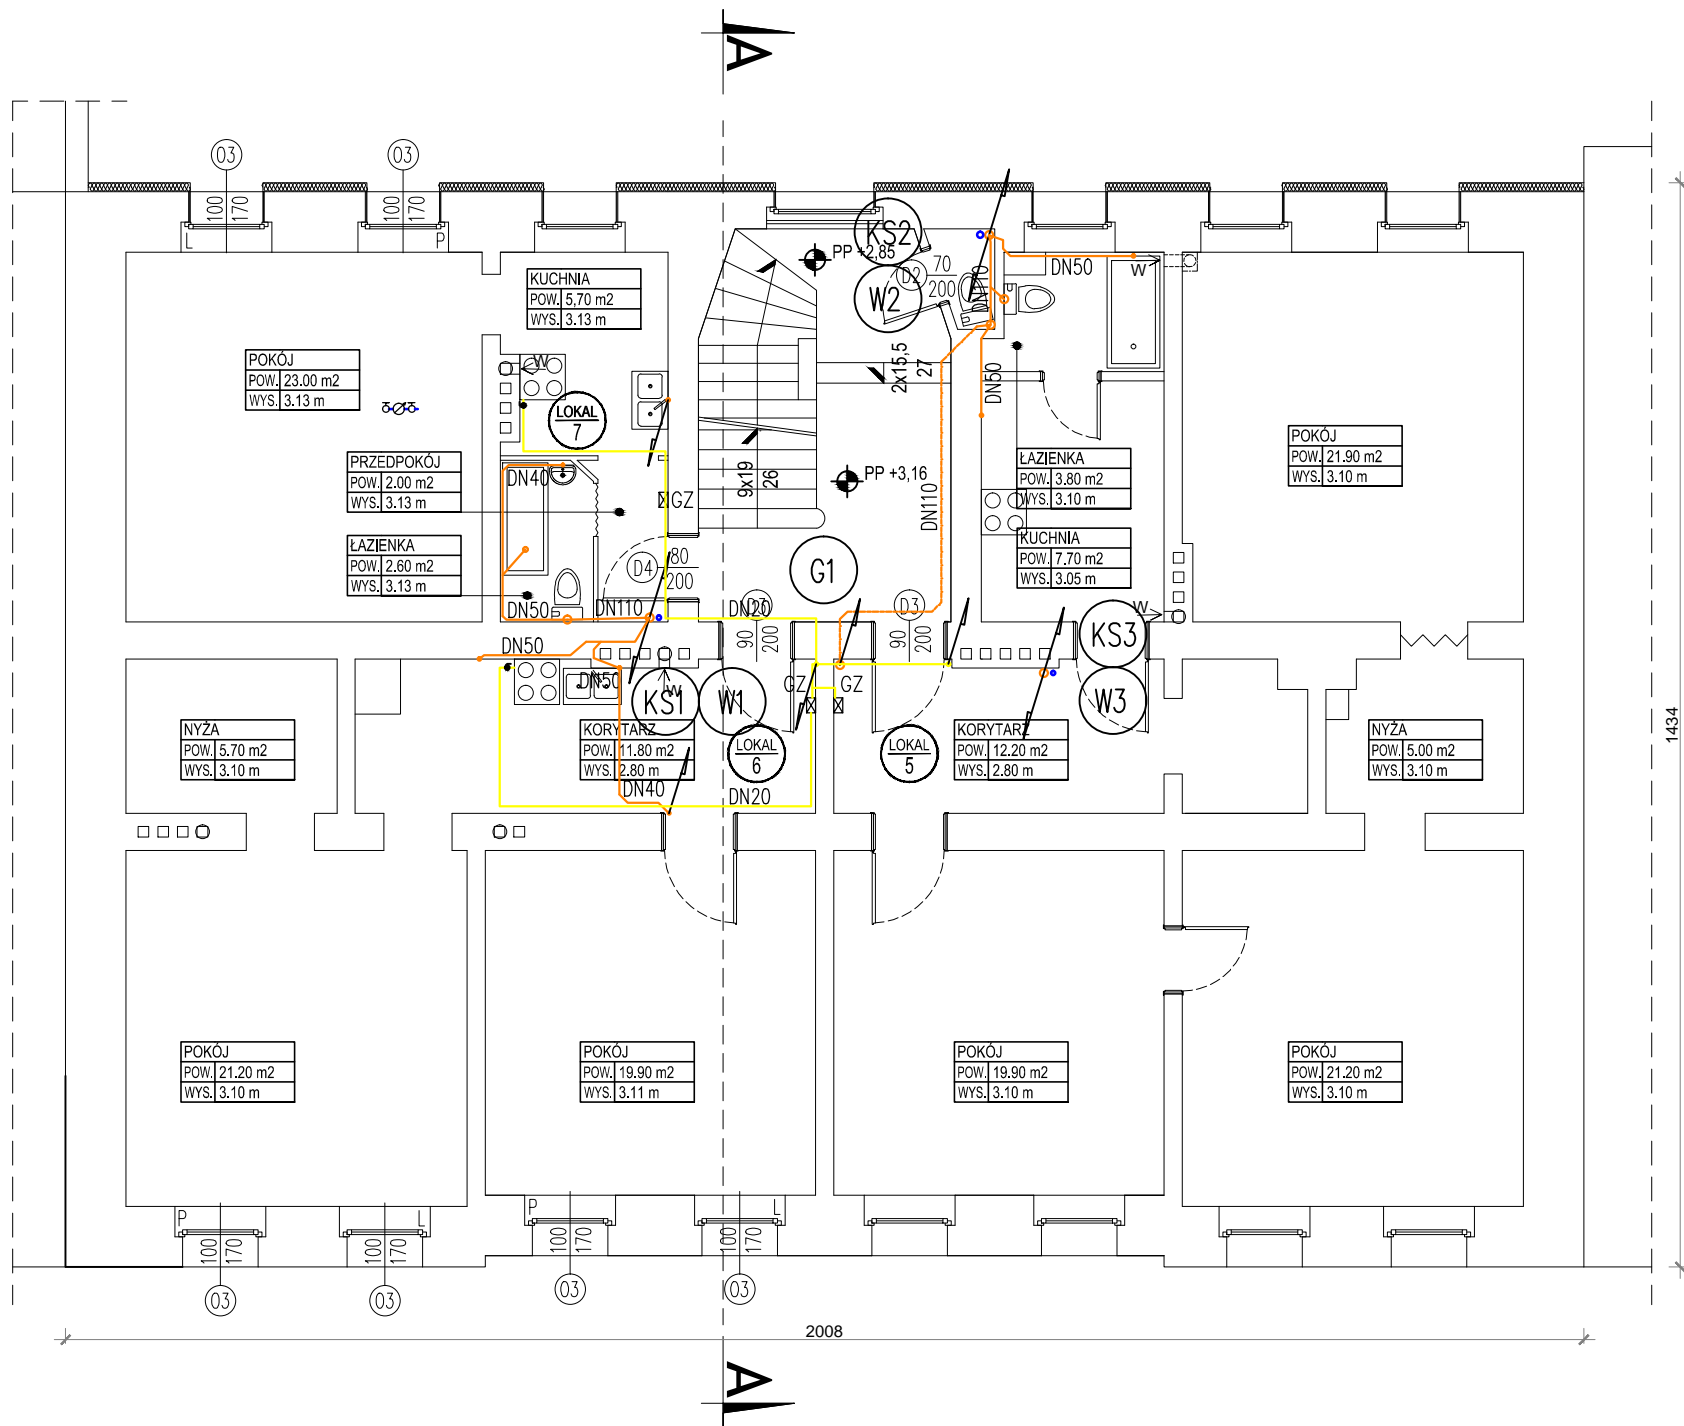 A
03
03
100
170
100
170
L
P
KS2
PP +2,85
D2
70
200
W2
DN110
DN50
W
KUCHNIA
POW. 5,70 m2
WYS. 3.13 m
POKÓJ
POW. 23.00 m2
WYS. 3.13 m
W
LOKAL
7
2x15,5
27
DN50
POKÓJ
POW. 21.90 m2
WYS. 3.10 m
PRZEDPOKÓJ
POW. 2.00 m2
WYS. 3.13 m
DN40
GZ
9x19
26
PP +3,16
DN110
ŁAZIENKA
POW. 3.80 m2
WYS. 3.10 m
ŁAZIENKA
POW. 2.60 m2
WYS. 3.13 m
D4
80
200
G1
KUCHNIA
POW. 7.70 m2
WYS. 3.05 m
DN50
DN110
DN20
D3
90
200
D3
90
200
W
KS3
DN50
DN50
W
KS1
W1
GZ
GZ
W3
NYŻA
POW. 5.70 m2
WYS. 3.10 m
KORYTARZ
POW. 11.80 m2
WYS. 2.80 m
LOKAL
6
LOKAL
5
KORYTARZ
POW. 12.20 m2
WYS. 2.80 m
NYŻA
POW. 5.00 m2
WYS. 3.10 m
1434
DN40
DN20
POKÓJ
POW. 21.20 m2
WYS. 3.10 m
POKÓJ
POW. 19.90 m2
WYS. 3.11 m
POKÓJ
POW. 19.90 m2
WYS. 3.10 m
POKÓJ
POW. 21.20 m2
WYS. 3.10 m
P
L
P
L
100
170
100
170
100
170
100
170
03
03
03
03
2008
A